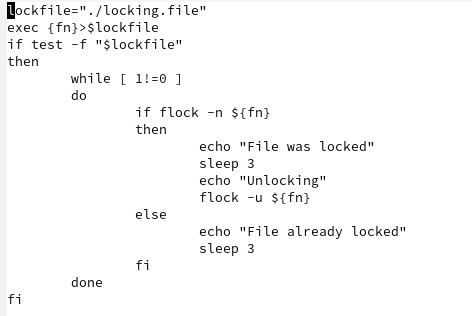 lockfile="./locking.file"
exec {fn}>$lockfile
if test -f "$lockfile"
then
        while [ 1!=0 ]
        do
                if flock -n ${fn}
                then
                        echo "File was locked"
                        sleep 3
                        echo "Unlocking"
                        flock -u ${fn}
                else
                        echo "File already locked"
                        sleep 3
                fi
        done
fi